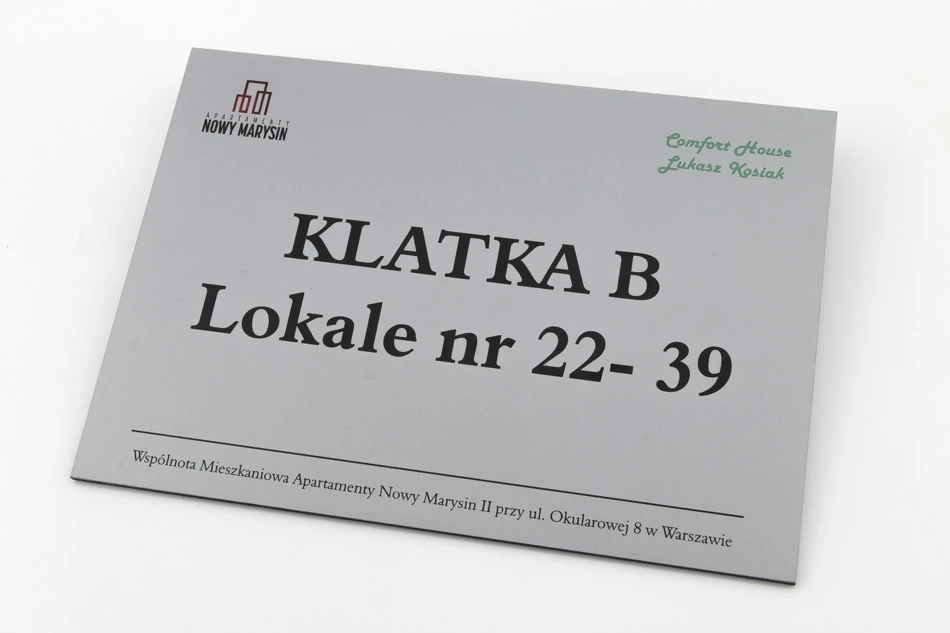 APARTAMENTY
NOWY MARYSIN
Comfort House
Łukasz Kosiak
KLATKA B
Lokale nr 22- 39
Wspólnota Mieszkaniowa Apartamenty Nowy Marysin II przy ul. Okularowej 8 w Warszawie